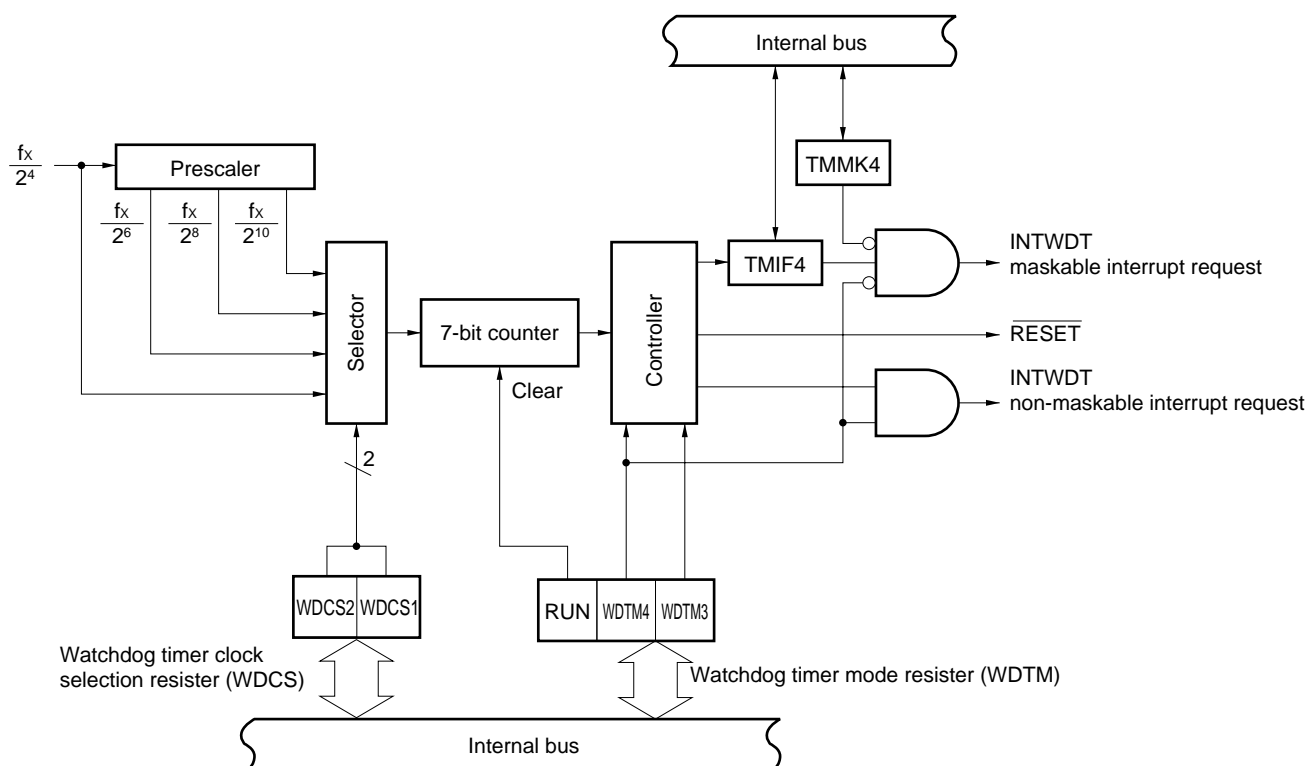 Internal bus
TMMK4
fX/2⁴
Prescaler
fX/2⁶
fX/2⁸
fX/2¹⁰
INTWDT
maskable interrupt request
TMIF4
Selector
7-bit counter
Controller
RESET
Clear
INTWDT
non-maskable interrupt request
2
WDCS2
WDCS1
RUN
WDTM4
WDTM3
Watchdog timer clock
selection resister (WDCS)
Watchdog timer mode resister (WDTM)
Internal bus